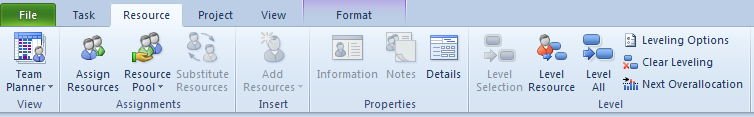 File Task Resource Project View Format
Team Planner
View
Assign Resources
Resource Pool
Substitute Resources
Assignments
Add Resources
Insert
Information
Notes
Details
Properties
Level Selection
Level Resource
Level All
Leveling Options
Clear Leveling
Next Overallocation
Level